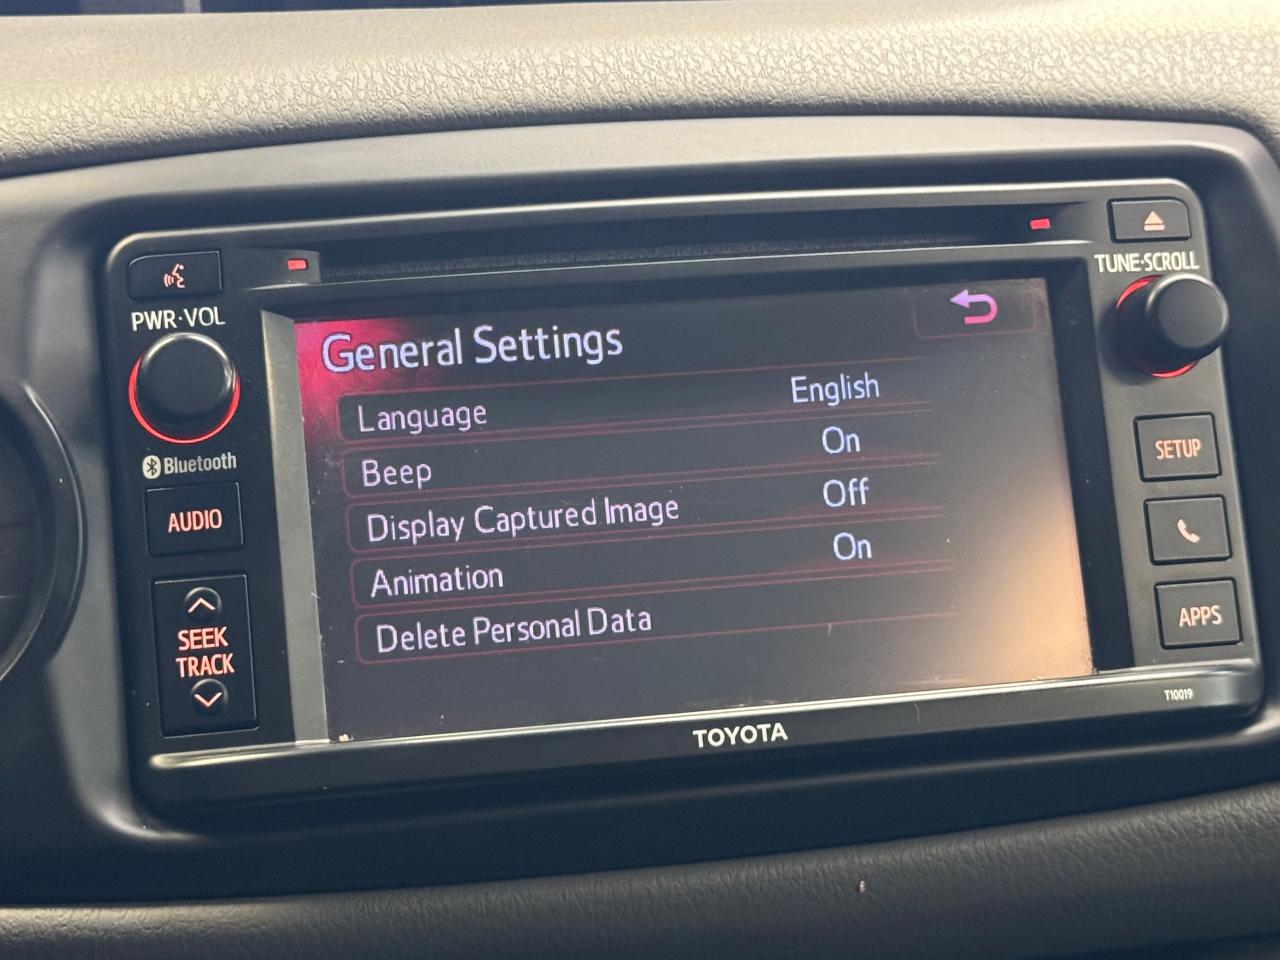 PWR·VOL
TUNE·SCROLL
General Settings
Language English
Beep On
Display Captured Image Off
Animation On
Delete Personal Data
Bluetooth
AUDIO
SEEK
TRACK
SETUP
APPS
T10019
TOYOTA